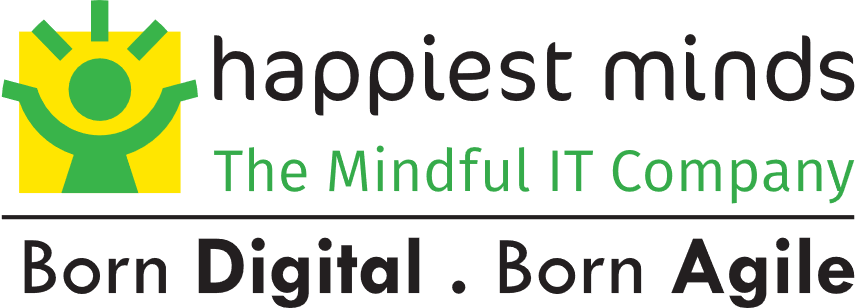 happiest minds
The Mindful IT Company
Born Digital . Born Agile